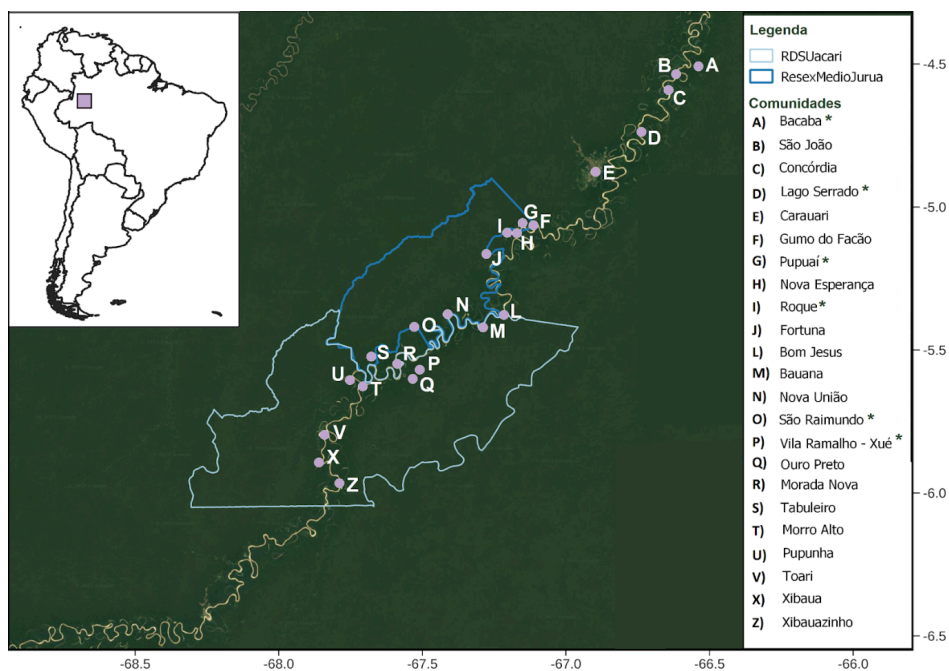 Legenda
RDSUacari
ResexMedioJurua
Comunidades
A) Bacaba *
B) São João
C) Concórdia
D) Lago Serrado *
E) Carauari
F) Gumo do Facão
G) Pupuaí *
H) Nova Esperança
I) Roque *
J) Fortuna
L) Bom Jesus
M) Bauana
N) Nova União
O) São Raimundo *
P) Vila Ramalho - Xué *
Q) Ouro Preto
R) Morada Nova
S) Tabuleiro
T) Morro Alto
U) Pupunha
V) Toari
X) Xibaua
Z) Xibauazinho
B
A
C
D
E
G
F
I
H
J
L
N
M
O
S
R
P
Q
U
T
V
X
Z
-4.5
-5.0
-5.5
-6.0
-6.5
-68.5
-68.0
-67.5
-67.0
-66.5
-66.0